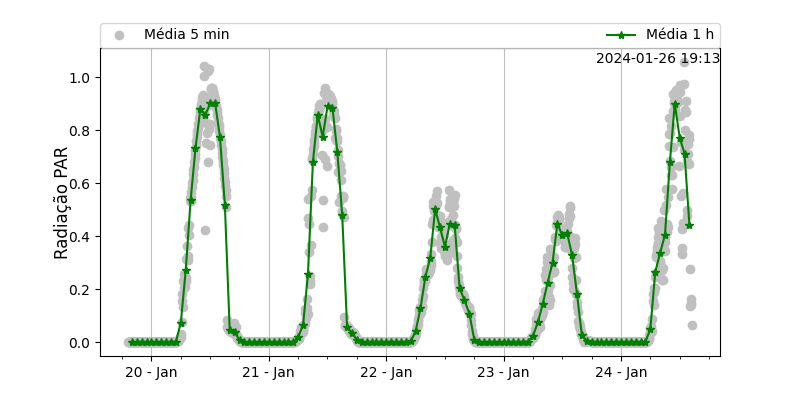 Média 5 min
Média 1 h
2024-01-26 19:13
Radiação PAR
1.0
0.8
0.6
0.4
0.2
0.0
20 - Jan
21 - Jan
22 - Jan
23 - Jan
24 - Jan